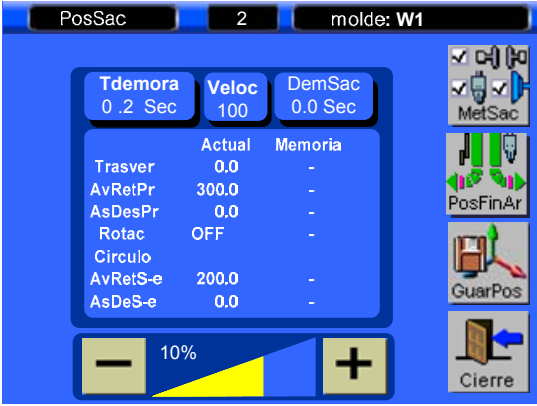 PosSac 2 molde: W1
Tdemora Veloc DemSac
0 .2 Sec 100 0.0 Sec
MetSac
Actual Memoria
Trasver 0.0 -
AvRetPr 300.0 -
AsDesPr 0.0 -
Rotac OFF -
Circulo
AvRetS-e 200.0 -
AsDeS-e 0.0 -
PosFinAr
GuarPos
− 10% +
Cierre